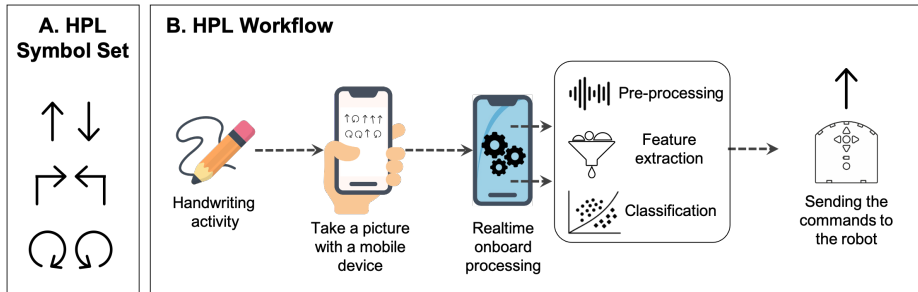 A. HPL
Symbol Set
B. HPL Workflow
Handwriting
activity
Take a picture
with a mobile
device
Realtime
onboard
processing
Pre-processing
Feature
extraction
Classification
Sending the
commands to
the robot